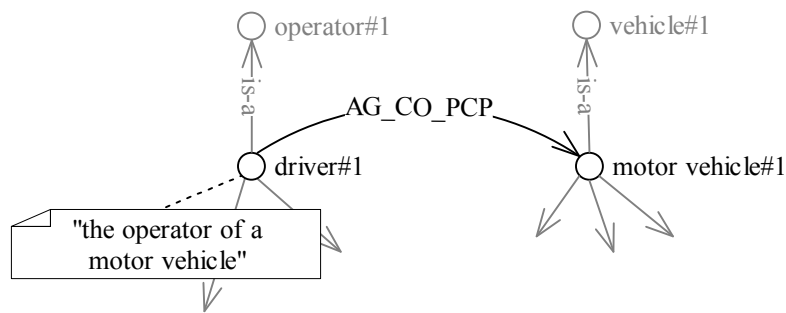 operator#1
vehicle#1
is-a
is-a
AG_CO_PCP
driver#1
motor vehicle#1
"the operator of a
motor vehicle"